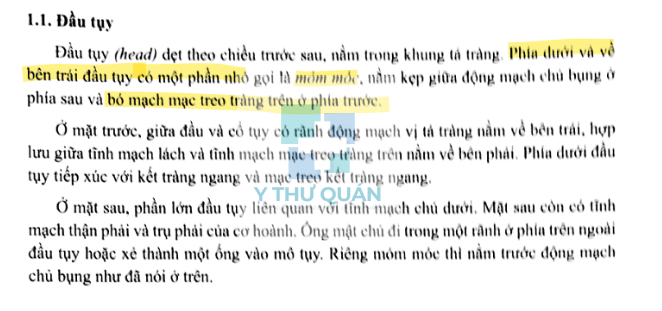 1.1. Đầu tụy
Đầu tụy (head) dẹt theo chiều trước sau, nằm trong khung tá tràng. Phía dưới và về
bên trái đầu tụy có một phần nhỏ gọi là mỏm móc, nằm kẹp giữa động mạch chủ bụng ở
phía sau và bó mạch mạc treo tràng trên ở phía trước.
Ở mặt trước, giữa đầu và cổ tụy có rãnh động mạch vị tá tràng nằm về bên trái, hợp
lưu giữa tĩnh mạch lách và tĩnh mạch mạc treo tràng trên nằm về bên phải. Phía dưới đầu
tụy tiếp xúc với kết tràng ngang và mạc treo kết tràng ngang.
Y THƯ QUÁN
Ở mặt sau, phần lớn đầu tụy liên quan với tĩnh mạch chủ dưới. Mặt sau còn có tĩnh
mạch thận phải và trụ phải của cơ hoành. Ống mật chủ đi trong một rãnh ở phía trên ngoài
đầu tụy hoặc xẻ thành một ống vào mô tụy. Riêng mỏm móc thì nằm trước động mạch
chủ bụng như đã nói ở trên.